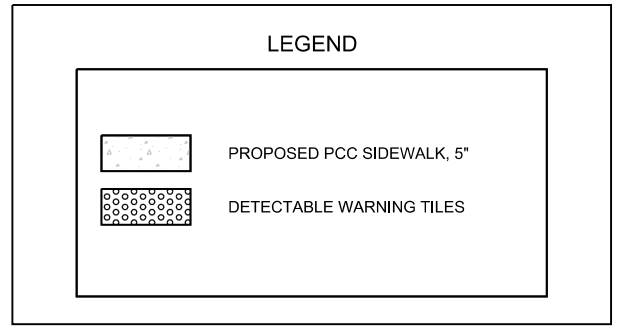 LEGEND
PROPOSED PCC SIDEWALK, 5"
DETECTABLE WARNING TILES